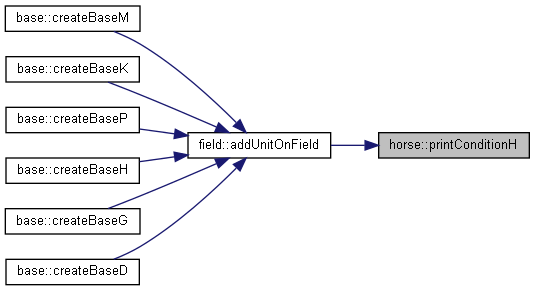 base::createBaseM
base::createBaseK
base::createBaseP
base::createBaseH
base::createBaseG
base::createBaseD
field::addUnitOnField
horse::printConditionH